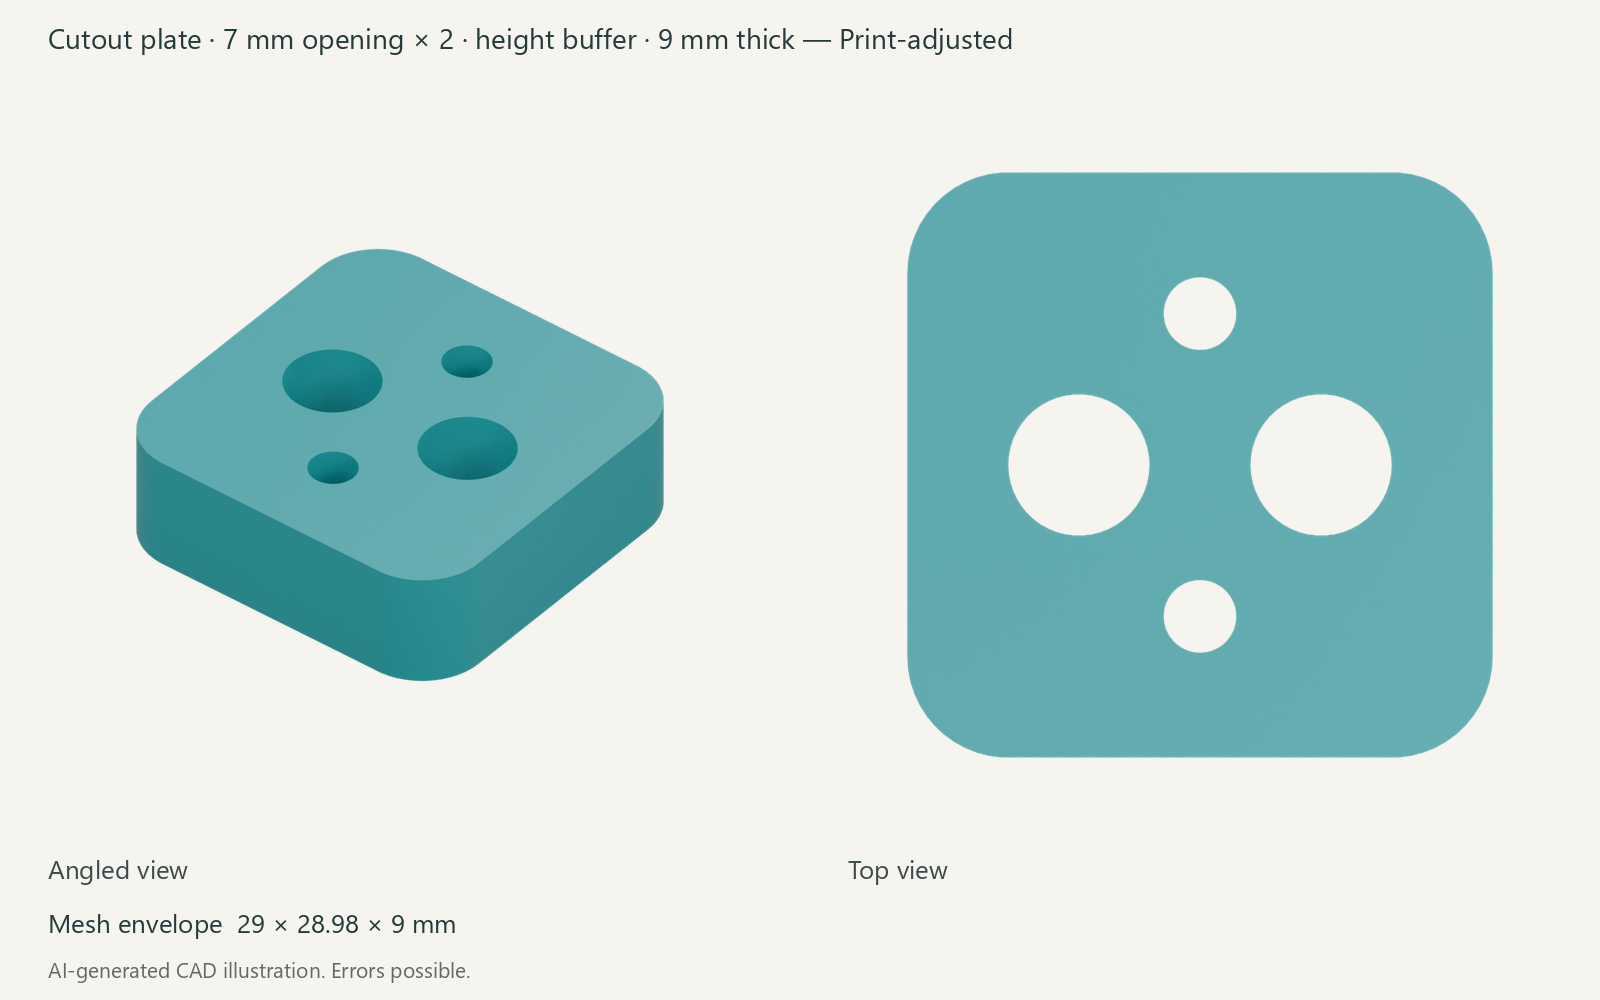 Cutout plate · 7 mm opening × 2 · height buffer · 9 mm thick — Print-adjusted
Angled view
Top view
Mesh envelope  29 × 28.98 × 9 mm
AI-generated CAD illustration. Errors possible.